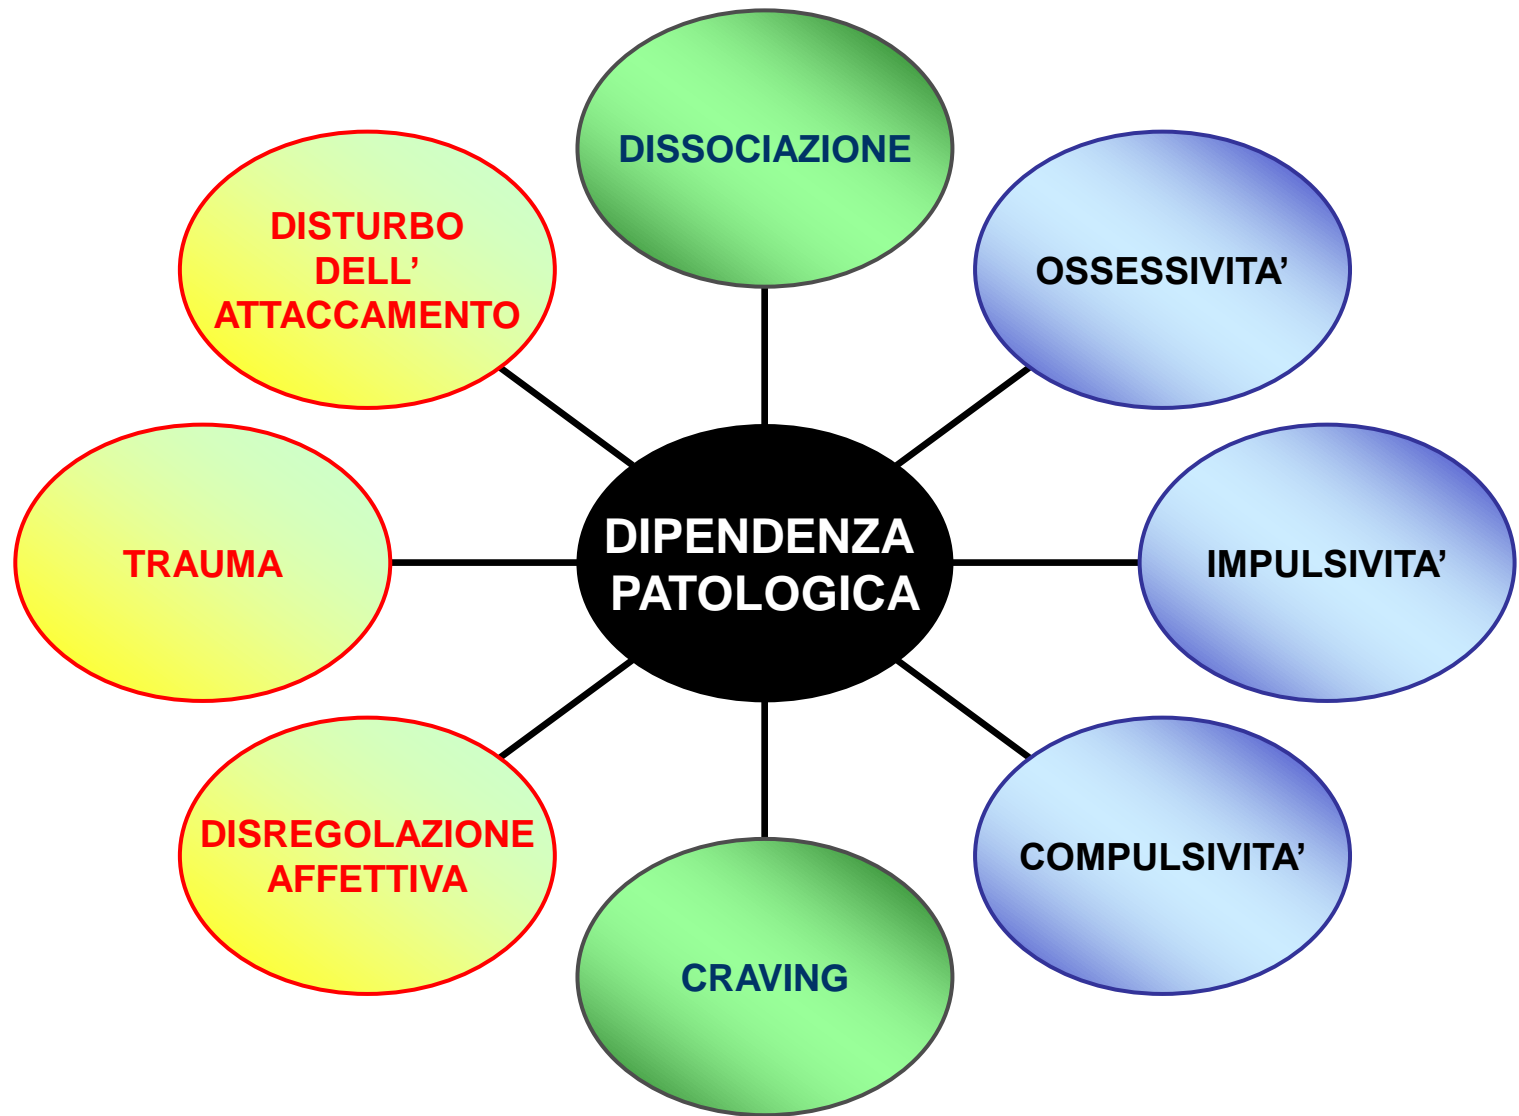 DISSOCIAZIONE
DISTURBO
DELL’
ATTACCAMENTO
OSSESSIVITA’
TRAUMA
DIPENDENZA
PATOLOGICA
IMPULSIVITA’
DISREGOLAZIONE
AFFETTIVA
COMPULSIVITA’
CRAVING